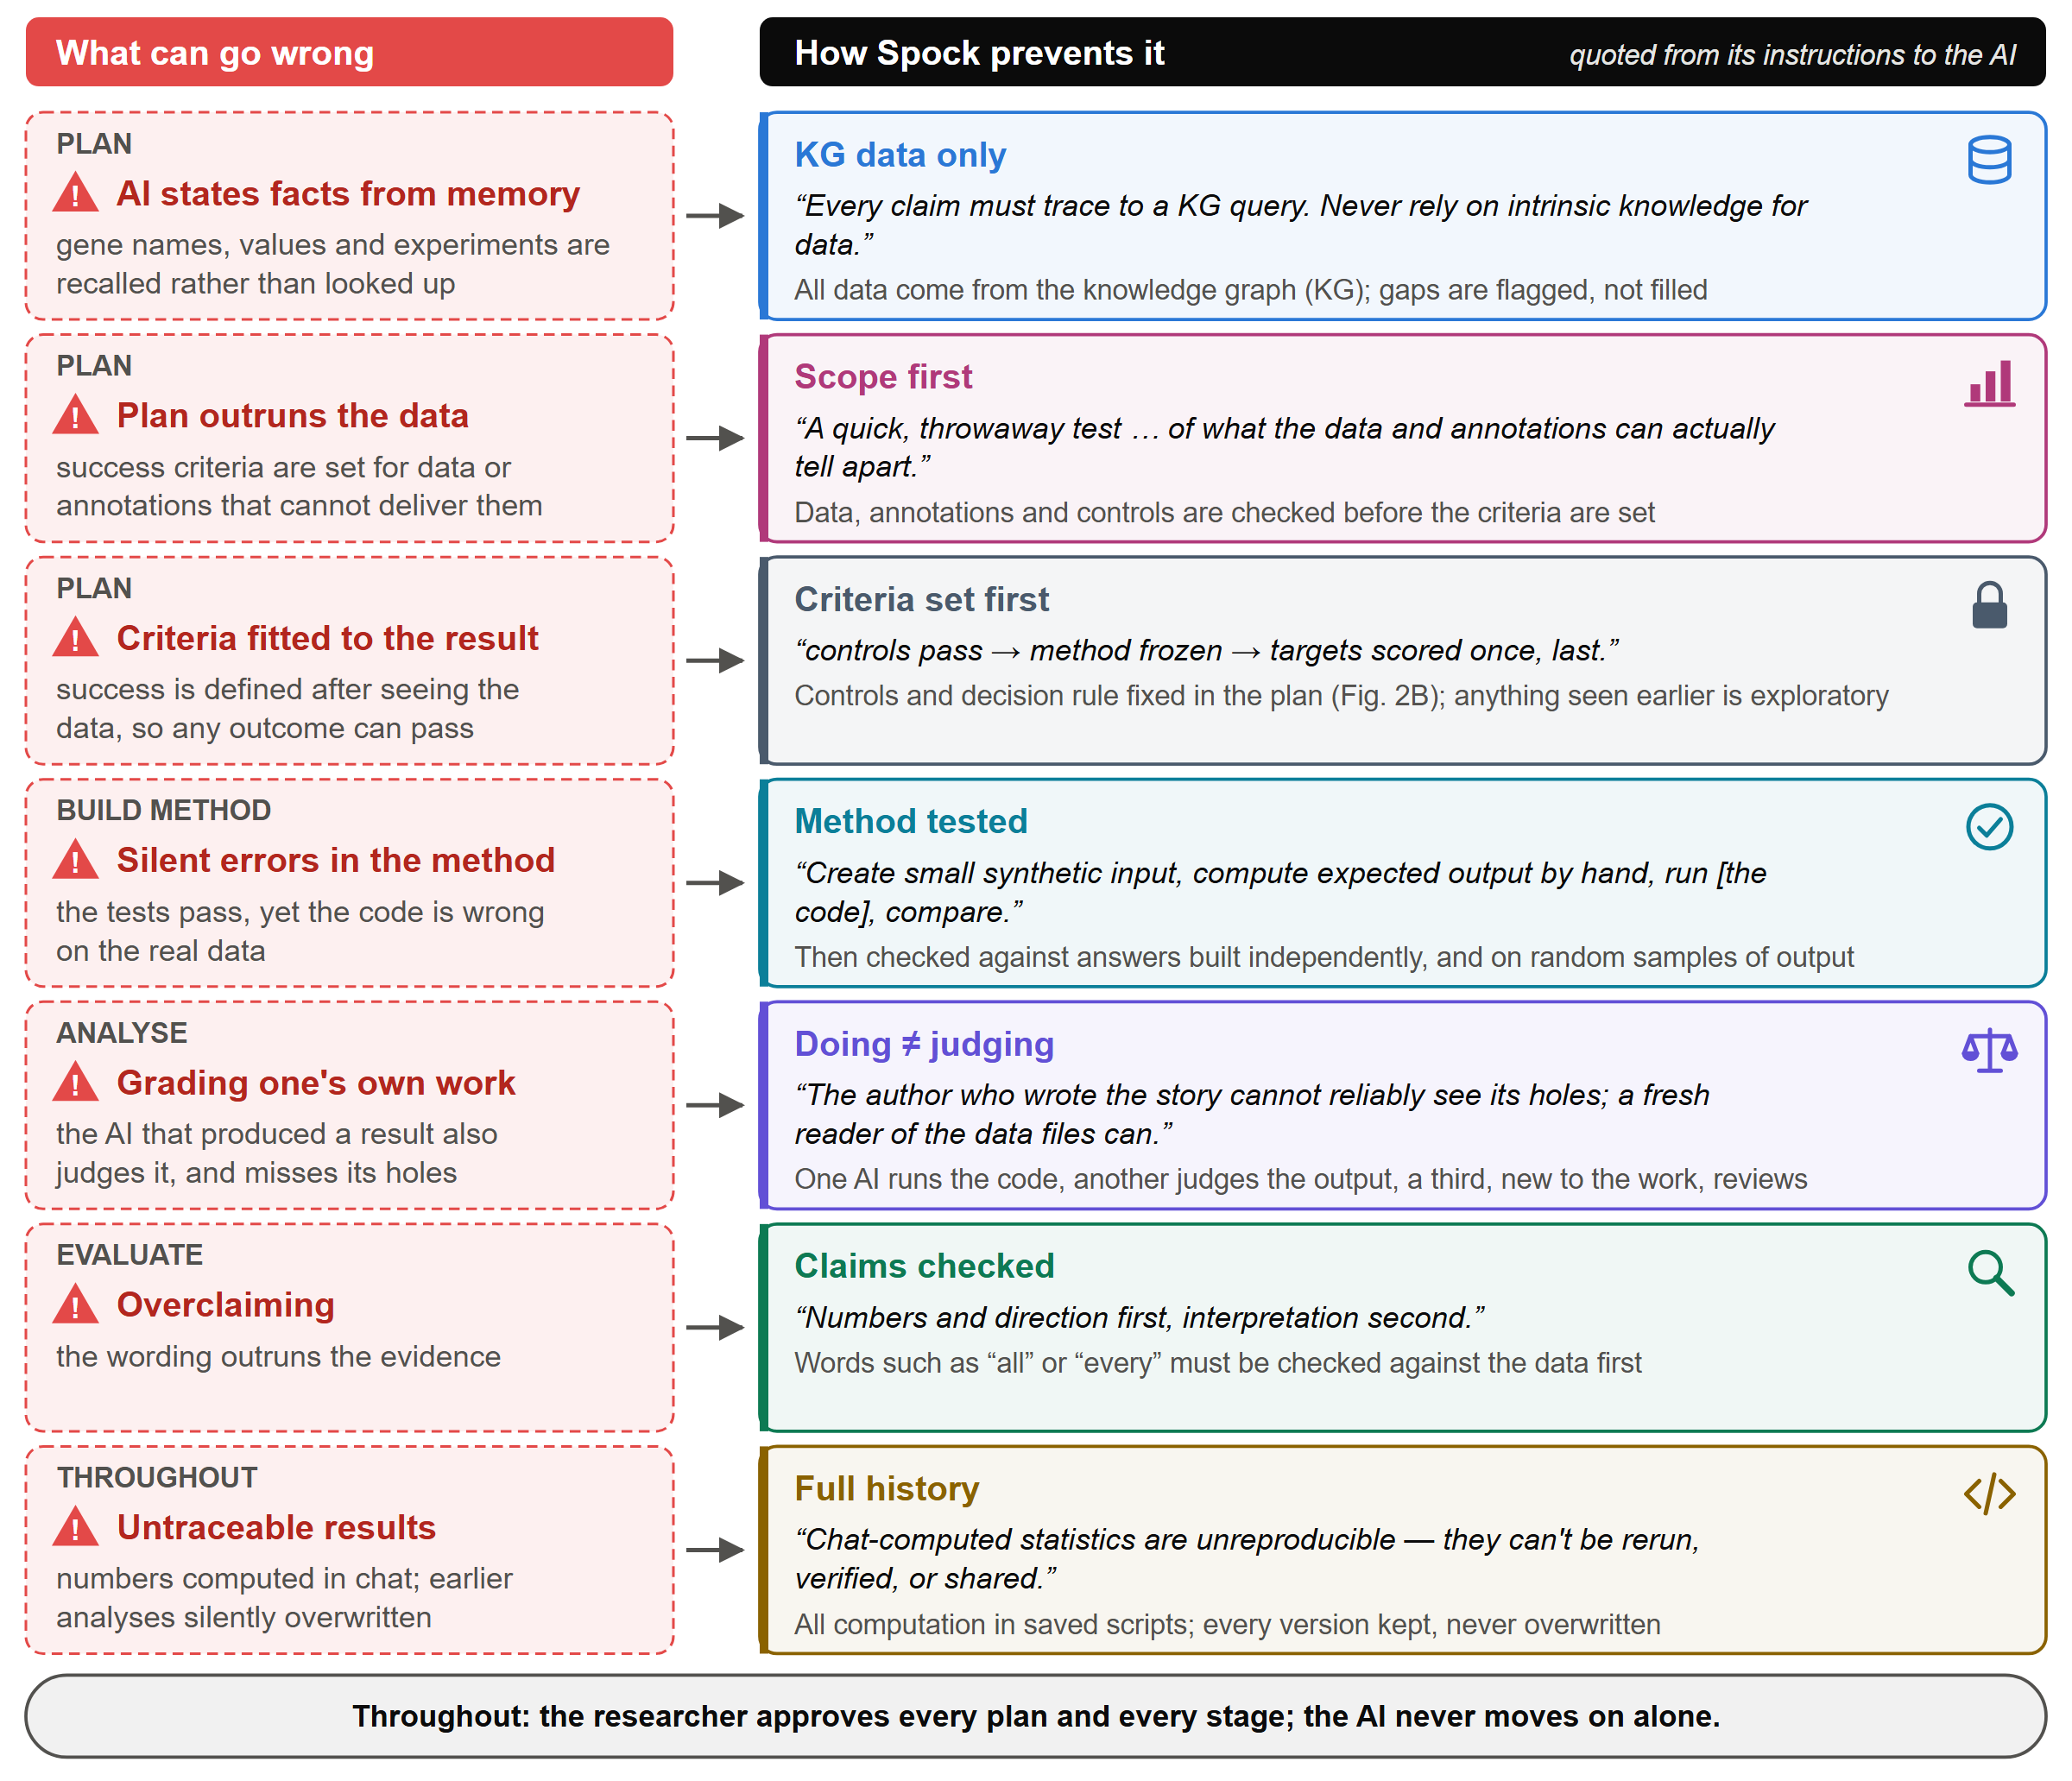 What can go wrong
How Spock prevents it
quoted from its instructions to the AI
PLAN
! AI states facts from memory
gene names, values and experiments are
recalled rather than looked up
KG data only
“Every claim must trace to a KG query. Never rely on intrinsic knowledge for
data.”
All data come from the knowledge graph (KG); gaps are flagged, not filled
PLAN
! Plan outruns the data
success criteria are set for data or
annotations that cannot deliver them
Scope first
“A quick, throwaway test … of what the data and annotations can actually
tell apart.”
Data, annotations and controls are checked before the criteria are set
PLAN
! Criteria fitted to the result
success is defined after seeing the
data, so any outcome can pass
Criteria set first
“controls pass → method frozen → targets scored once, last.”
Controls and decision rule fixed in the plan (Fig. 2B); anything seen earlier is exploratory
BUILD METHOD
! Silent errors in the method
the tests pass, yet the code is wrong
on the real data
Method tested
“Create small synthetic input, compute expected output by hand, run [the
code], compare.”
Then checked against answers built independently, and on random samples of output
ANALYSE
! Grading one's own work
the AI that produced a result also
judges it, and misses its holes
Doing ≠ judging
“The author who wrote the story cannot reliably see its holes; a fresh
reader of the data files can.”
One AI runs the code, another judges the output, a third, new to the work, reviews
EVALUATE
! Overclaiming
the wording outruns the evidence
Claims checked
“Numbers and direction first, interpretation second.”
Words such as “all” or “every” must be checked against the data first
THROUGHOUT
! Untraceable results
numbers computed in chat; earlier
analyses silently overwritten
Full history
“Chat-computed statistics are unreproducible — they can't be rerun,
verified, or shared.”
All computation in saved scripts; every version kept, never overwritten
Throughout: the researcher approves every plan and every stage; the AI never moves on alone.